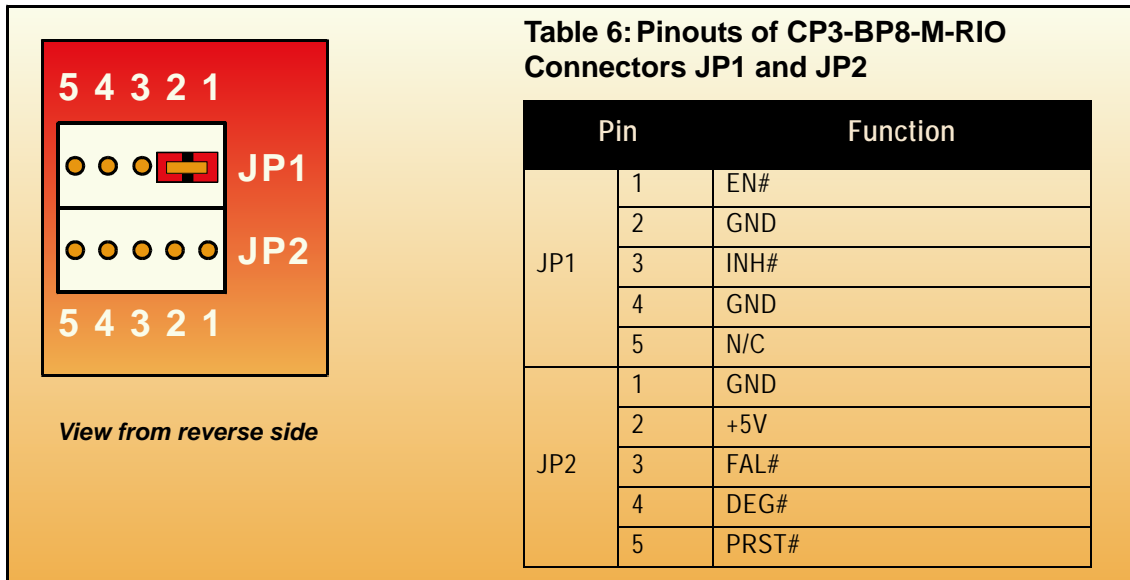 5 4 3 2 1
JP1
JP2
5 4 3 2 1
View from reverse side
Table 6: Pinouts of CP3-BP8-M-RIO
Connectors JP1 and JP2
Pin Function
JP1
1 EN#
2 GND
3 INH#
4 GND
5 N/C
JP2
1 GND
2 +5V
3 FAL#
4 DEG#
5 PRST#